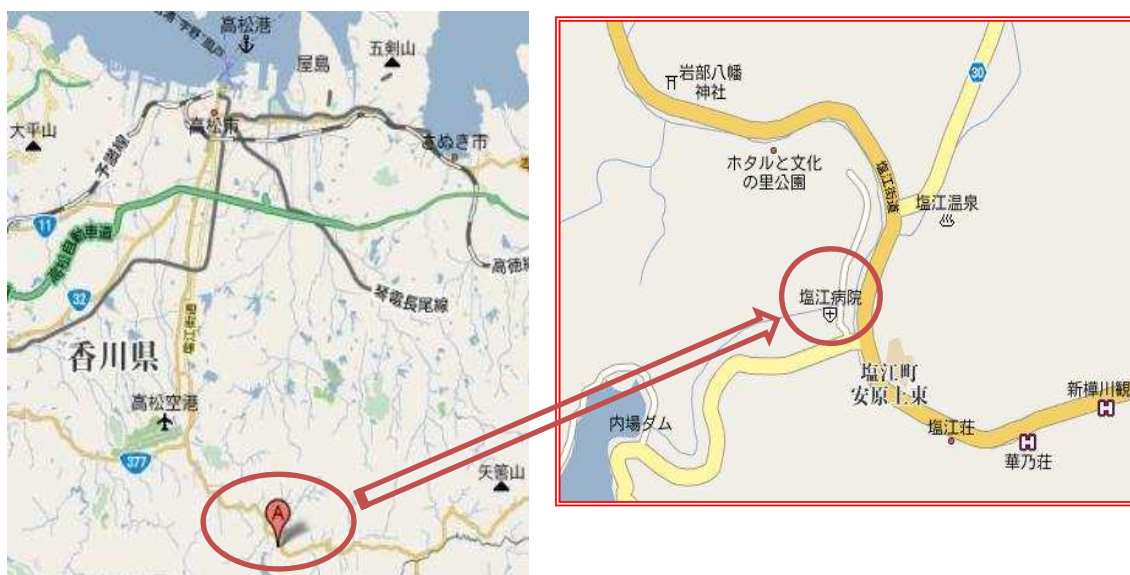 高松港
五剣山
屋島
大平山
予讃線
高松市
さぬき市
11
高松自動車道
高徳線
32
琴電長尾線
塩江街道
香川県
高松空港
377
矢筈山
A
岩部八幡
神社
30
ホタルと文化
の里公園
塩江街道
塩江温泉
塩江病院
塩江町
安原上東
新樺川観
内場ダム
塩江荘
華乃荘